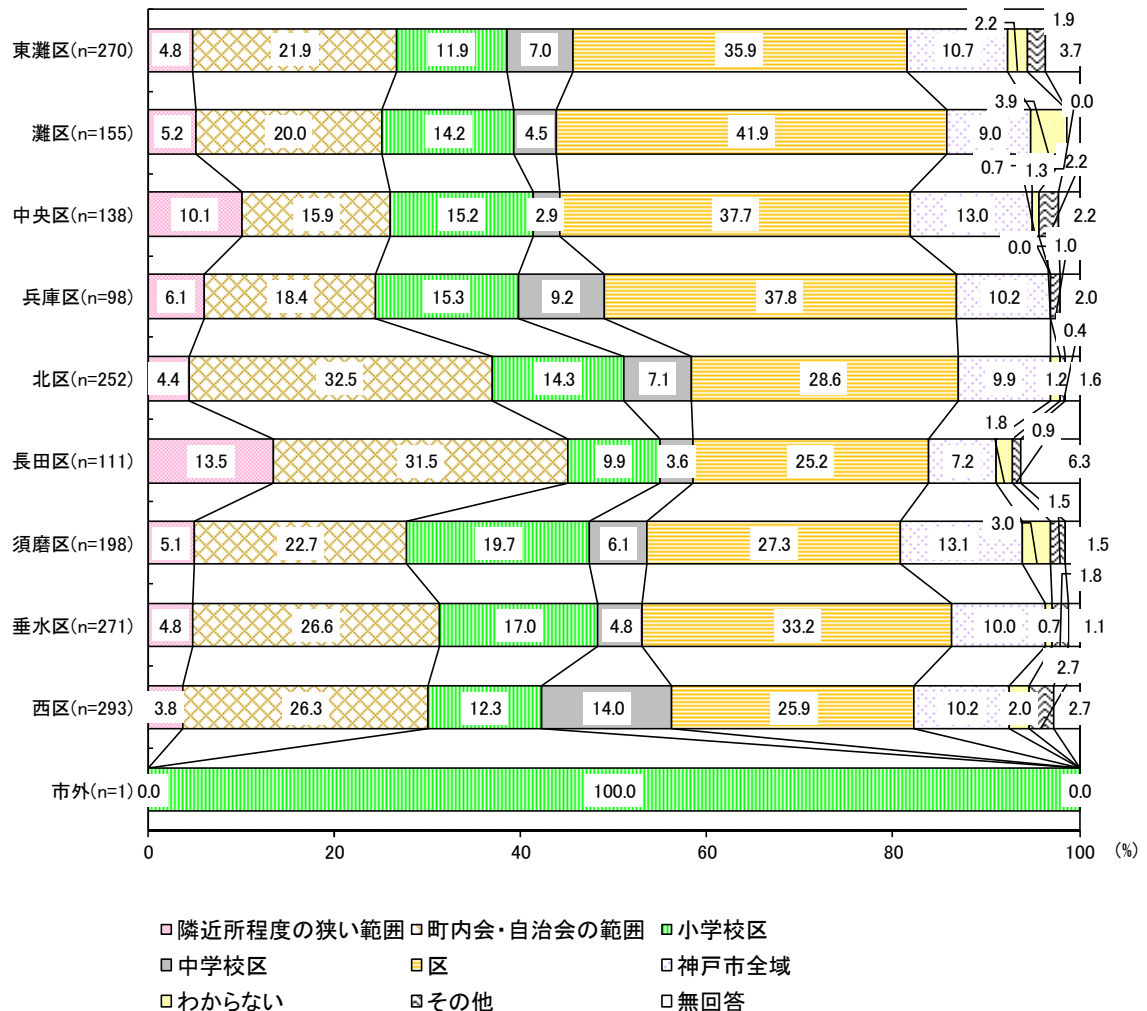 2.2 1.9
東灘区(n=270) 4.8 21.9 11.9 7.0 35.9 10.7 3.7
3.9 0.0
灘区(n=155) 5.2 20.0 14.2 4.5 41.9 9.0
0.7 1.3 2.2
中央区(n=138) 10.1 15.9 15.2 2.9 37.7 13.0 2.2
0.0 1.0
兵庫区(n=98) 6.1 18.4 15.3 9.2 37.8 10.2 2.0
0.4
北区(n=252) 4.4 32.5 14.3 7.1 28.6 9.9 1.2 1.6
1.8 0.9
長田区(n=111) 13.5 31.5 9.9 3.6 25.2 7.2 6.3
3.0 1.5
須磨区(n=198) 5.1 22.7 19.7 6.1 27.3 13.1 1.5
1.8
垂水区(n=271) 4.8 26.6 17.0 4.8 33.2 10.0 0.7 1.1
2.7
西区(n=293) 3.8 26.3 12.3 14.0 25.9 10.2 2.0 2.7
市外(n=1) 0.0 100.0 0.0
0 20 40 60 80 100 (%)
隣近所程度の狭い範囲 町内会・自治会の範囲 小学校区
中学校区 区 神戸市全域
わからない その他 無回答